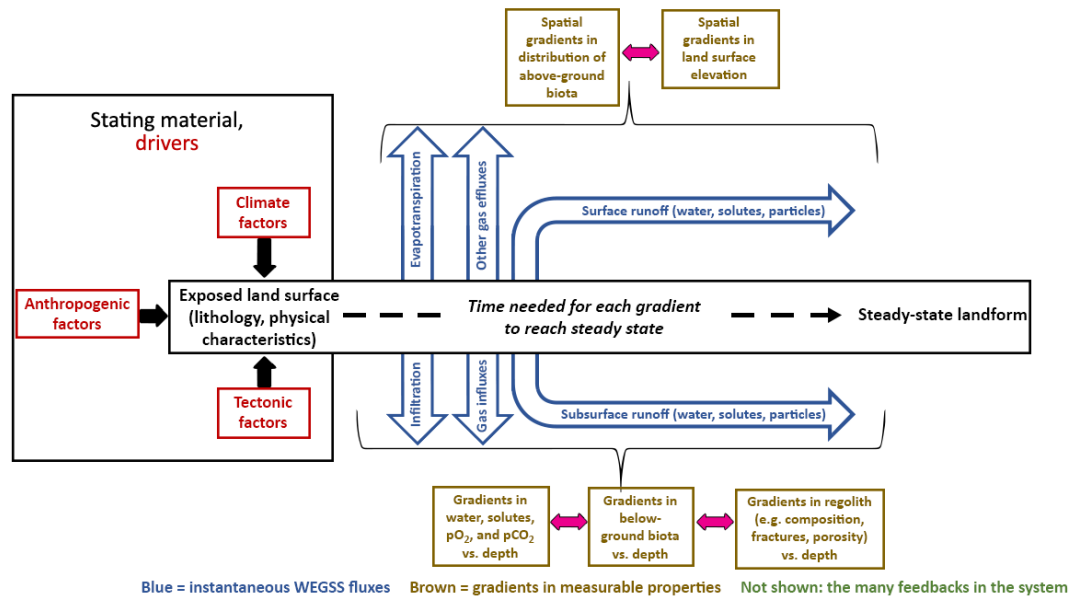 Spatial
gradients in
distribution of
above-ground
biota
Spatial
gradients in
land surface
elevation
Stating material,
drivers
Climate
factors
Anthropogenic
factors
Tectonic
factors
Exposed land surface
(lithology, physical
characteristics)
Time needed for each gradient
to reach steady state
Steady-state landform
Evapotranspiration
Other gas effluxes
Surface runoff (water, solutes, particles)
Infiltration
Gas influxes
Subsurface runoff (water, solutes, particles)
Gradients in
water, solutes,
pO₂, and pCO₂
vs. depth
Gradients in
below-
ground biota
vs. depth
Gradients in regolith
(e.g. composition,
fractures, porosity)
vs. depth
Blue = instantaneous WEGSS fluxes
Brown = gradients in measurable properties
Not shown: the many feedbacks in the system